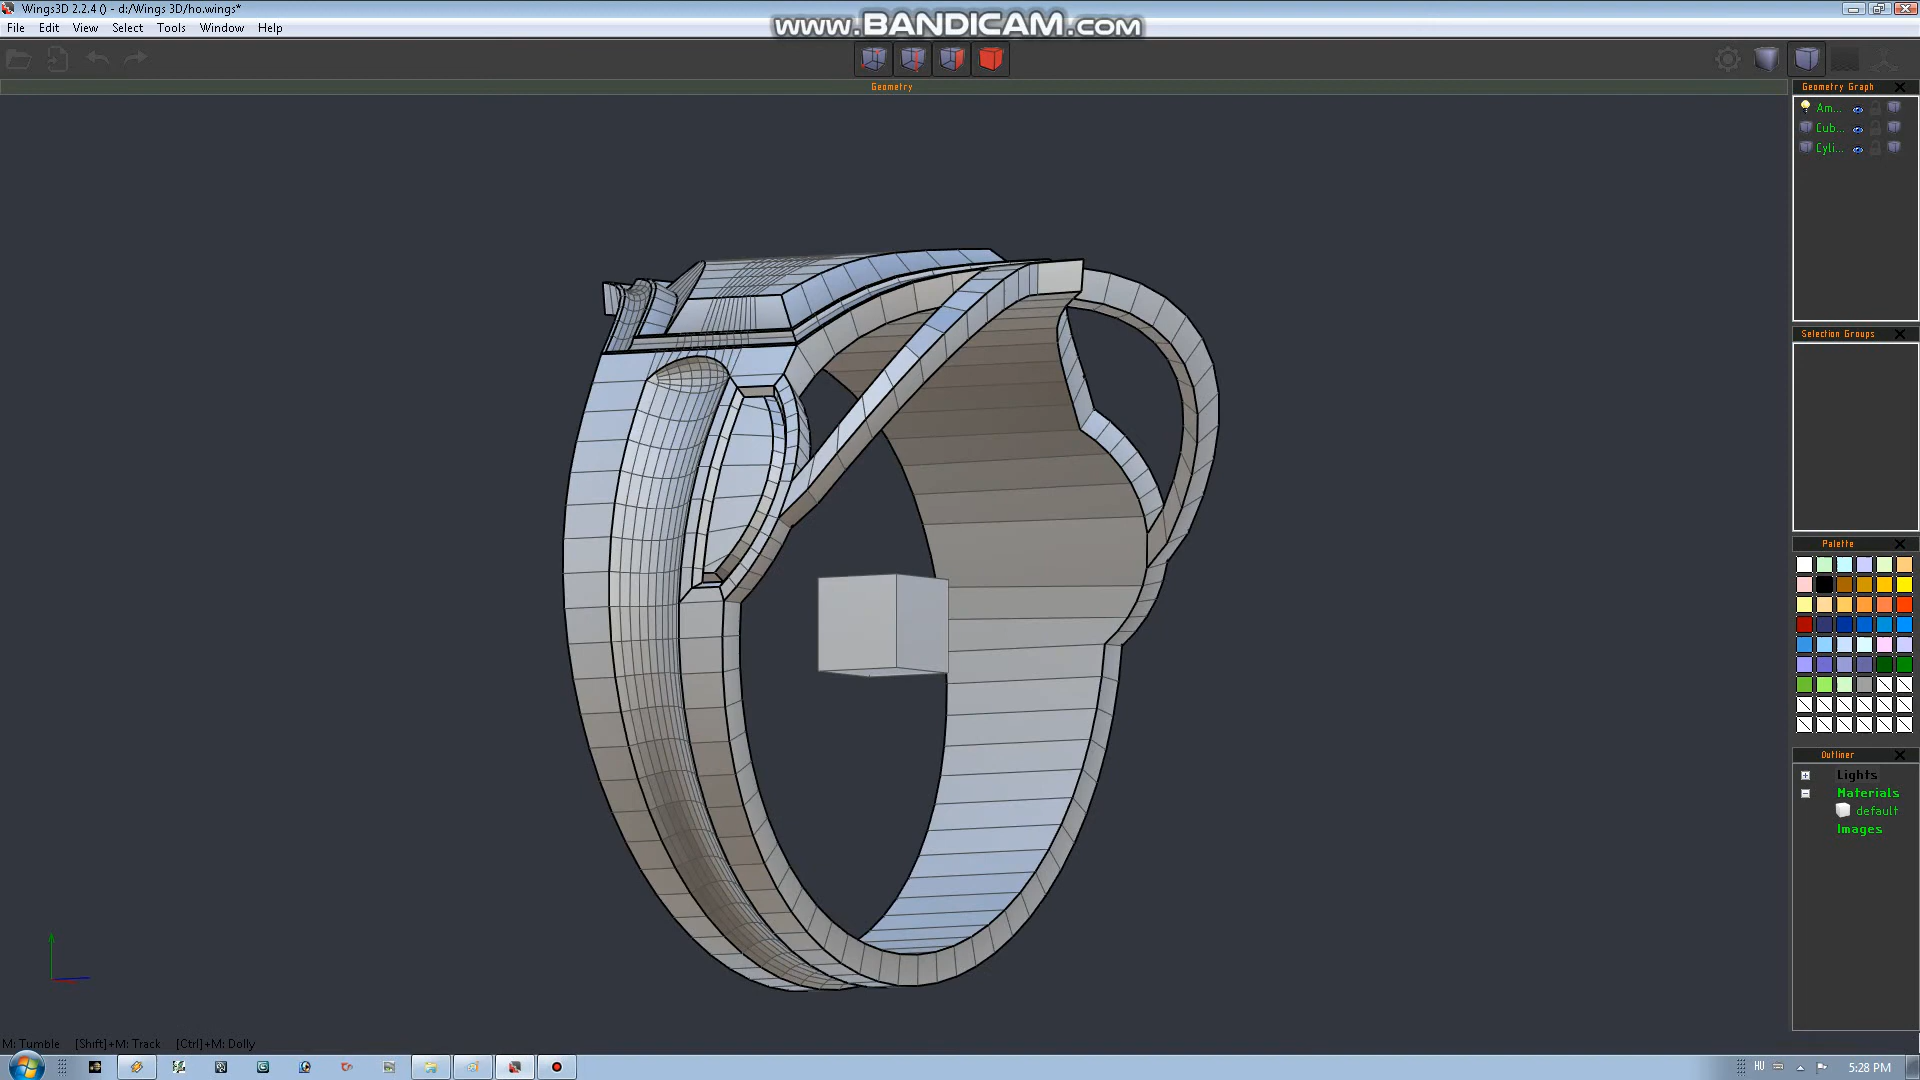 Wings3D 2.2.4 () - d:/Wings 3D/ho.wings*
www.BANDICAM.com
File Edit View Select Tools Window Help
Geometry
Geometry Graph
Am...
Cub...
Cyli...
Selection Groups
Palette
Outliner
Lights
Materials
default
Images
M: Tumble [Shift]+M: Track [Ctrl]+M: Dolly
HU
5:28 PM